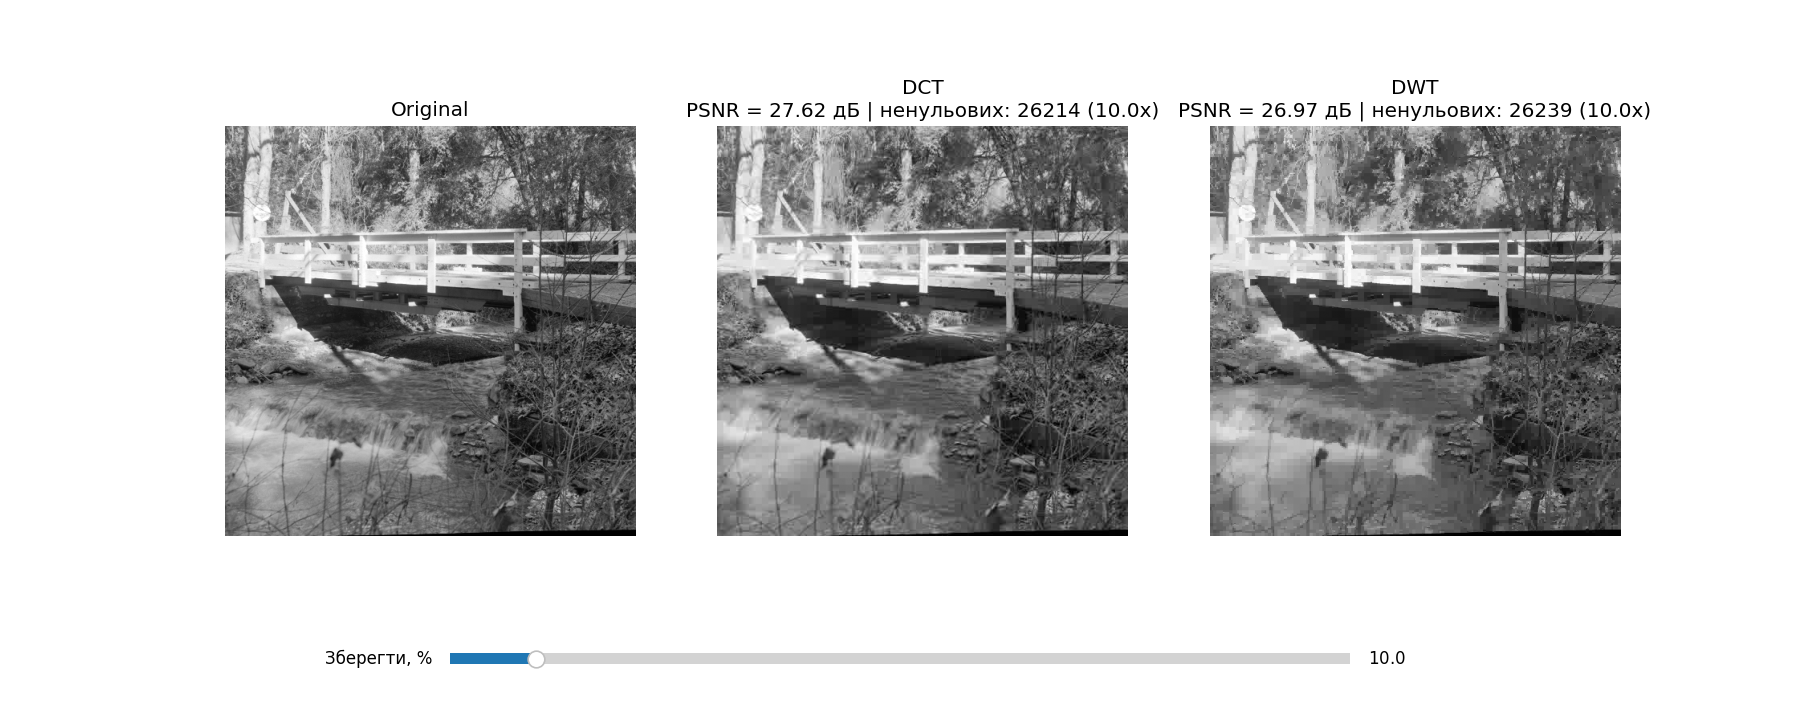 Original
DCT
PSNR = 27.62 дБ | ненульових: 26214 (10.0x)
DWT
PSNR = 26.97 дБ | ненульових: 26239 (10.0x)
Зберегти, %
10.0